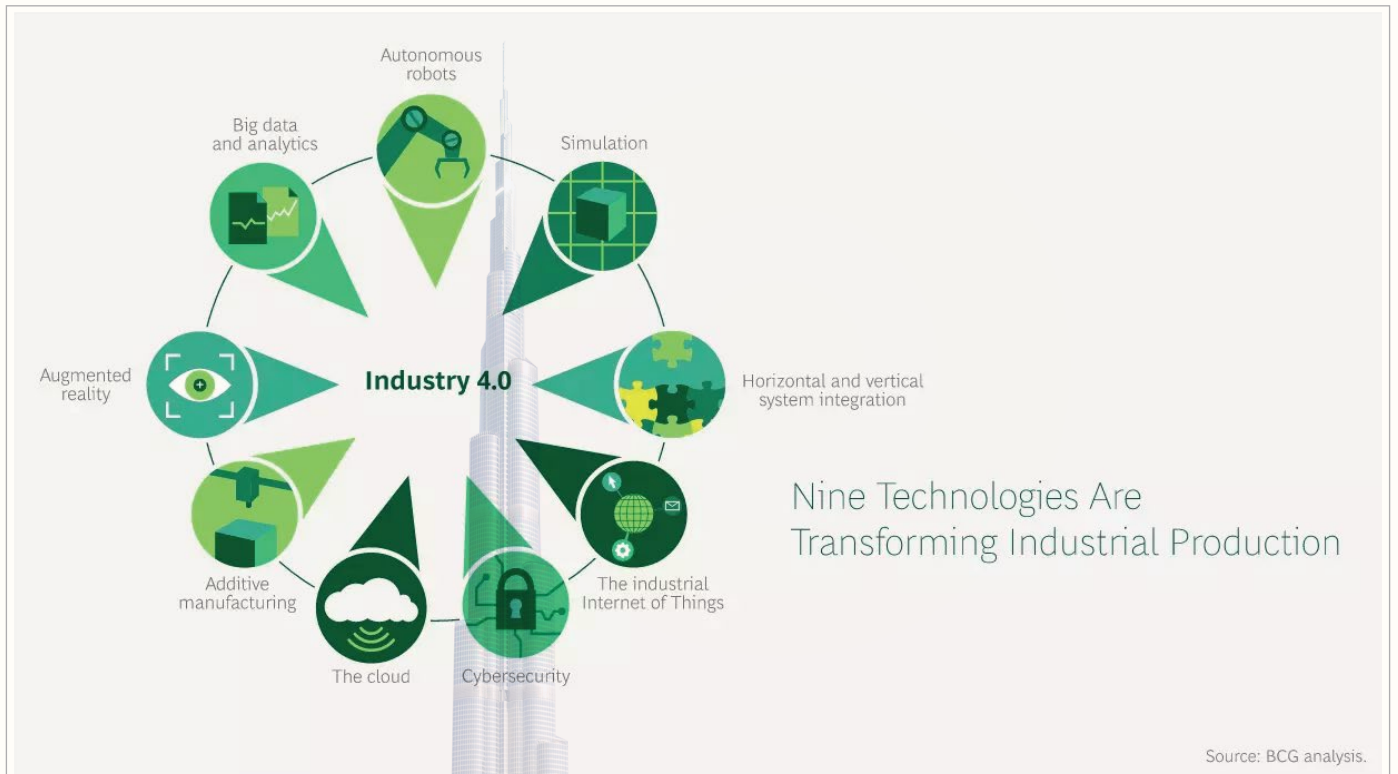 Autonomous
robots
Big data
and analytics
Simulation
Augmented
reality
Industry 4.0
Horizontal and vertical
system integration
Nine Technologies Are
Transforming Industrial Production
Additive
manufacturing
The industrial
Internet of Things
The cloud
Cybersecurity
Source: BCG analysis.